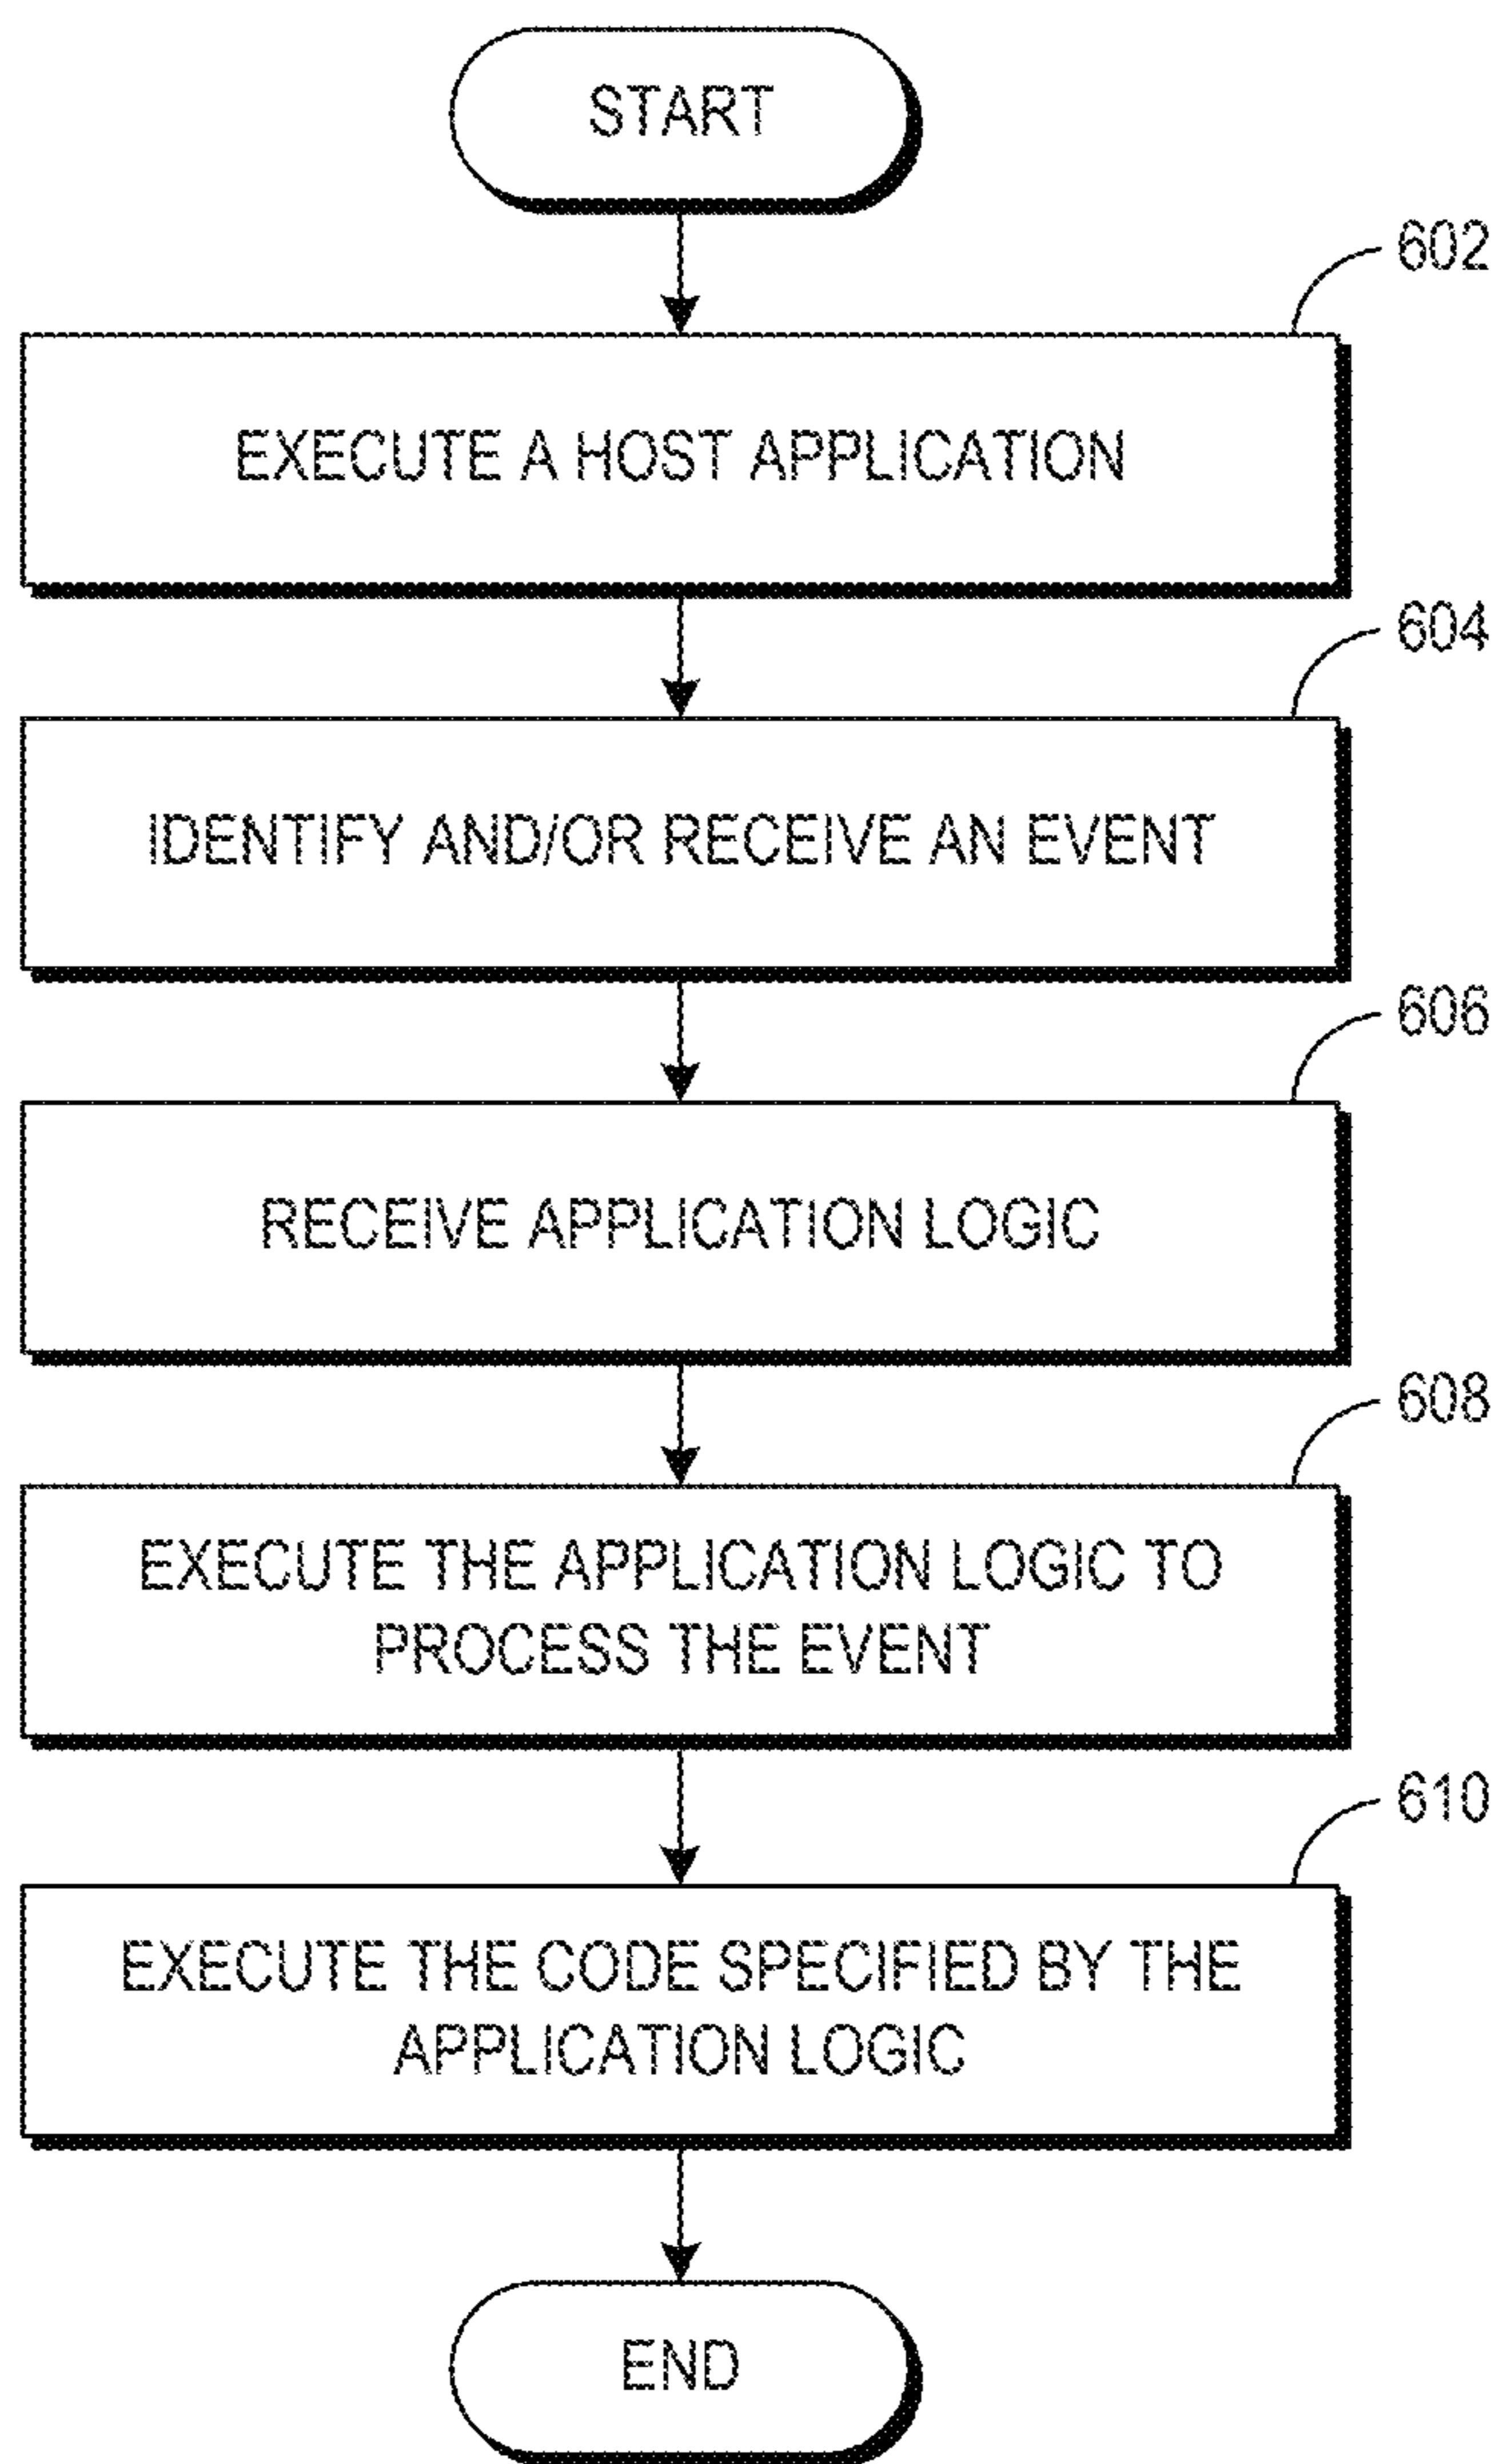 START
602
EXECUTE A HOST APPLICATION
604
IDENTIFY AND/OR RECEIVE AN EVENT
606
RECEIVE APPLICATION LOGIC
608
EXECUTE THE APPLICATION LOGIC TO
PROCESS THE EVENT
610
EXECUTE THE CODE SPECIFIED BY THE
APPLICATION LOGIC
END